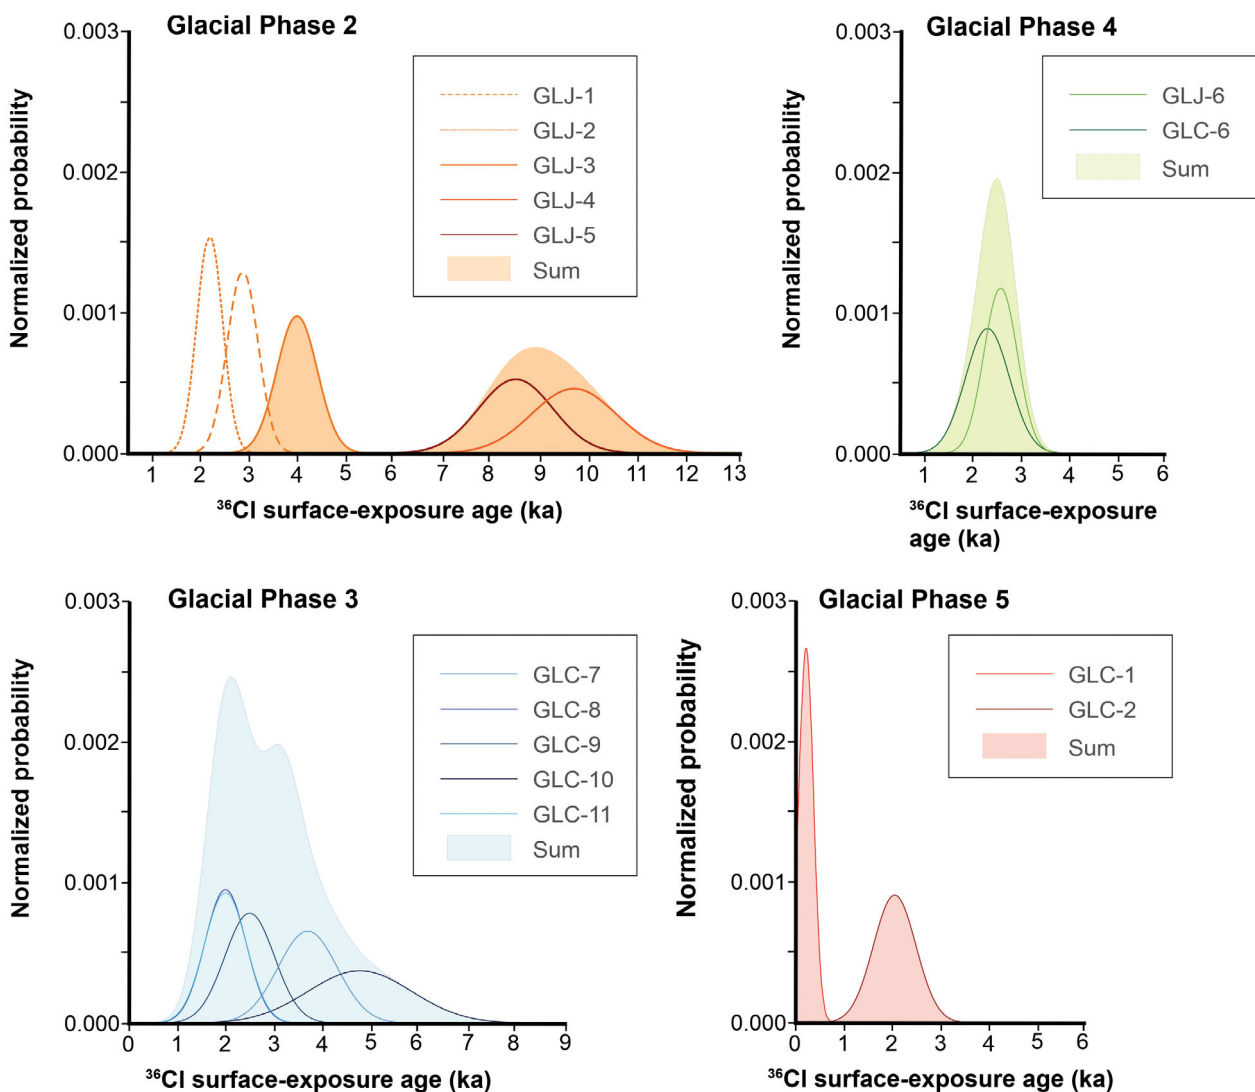 Glacial Phase 2
Normalized probability
0.003
0.002
0.001
0.000
GLJ-1
GLJ-2
GLJ-3
GLJ-4
GLJ-5
Sum
1 2 3 4 5 6 7 8 9 10 11 12 13
³⁶Cl surface-exposure age (ka)
Glacial Phase 4
Normalized probability
0.003
0.002
0.001
0.000
GLJ-6
GLC-6
Sum
1 2 3 4 5 6
³⁶Cl surface-exposure
age (ka)
Glacial Phase 3
Normalized probability
0.003
0.002
0.001
0.000
GLC-7
GLC-8
GLC-9
GLC-10
GLC-11
Sum
0 1 2 3 4 5 6 7 8 9
³⁶Cl surface-exposure age (ka)
Glacial Phase 5
Normalized probability
0.003
0.002
0.001
0.000
GLC-1
GLC-2
Sum
0 1 2 3 4 5 6
³⁶Cl surface-exposure age (ka)